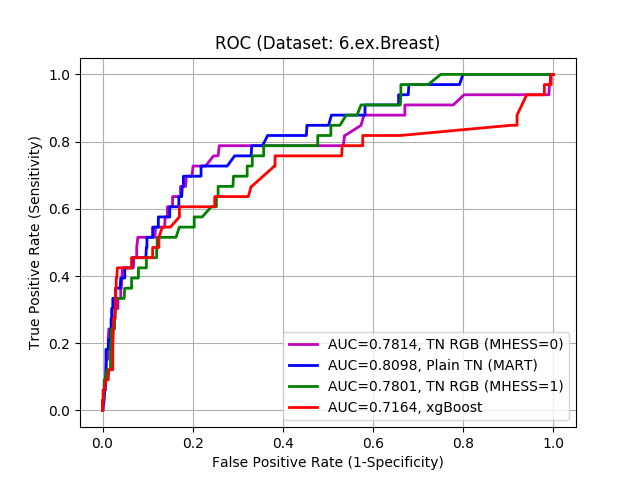 ROC (Dataset: 6.ex.Breast)
True Positive Rate (Sensitivity)
1.0
0.8
0.6
0.4
0.2
0.0
AUC=0.7814, TN RGB (MHESS=0)
AUC=0.8098, Plain TN (MART)
AUC=0.7801, TN RGB (MHESS=1)
AUC=0.7164, xgBoost
0.0 0.2 0.4 0.6 0.8 1.0
False Positive Rate (1-Specificity)